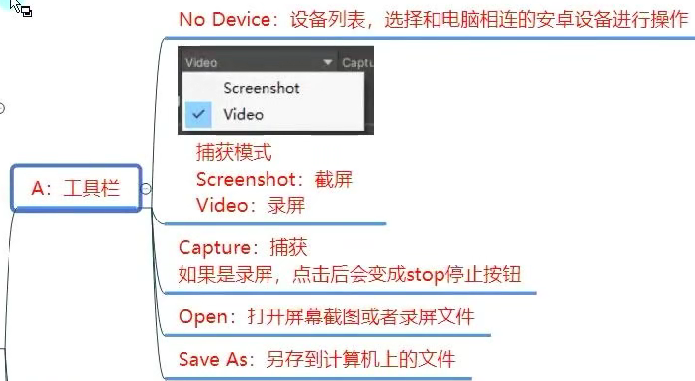 No Device：设备列表，选择和电脑相连的安卓设备进行操作
Video
Captu
Screenshot
Video
捕获模式
Screenshot：截屏
Video：录屏
A：工具栏
Capture：捕获
如果是录屏，点击后会变成stop停止按钮
Open：打开屏幕截图或者录屏文件
Save As：另存到计算机上的文件